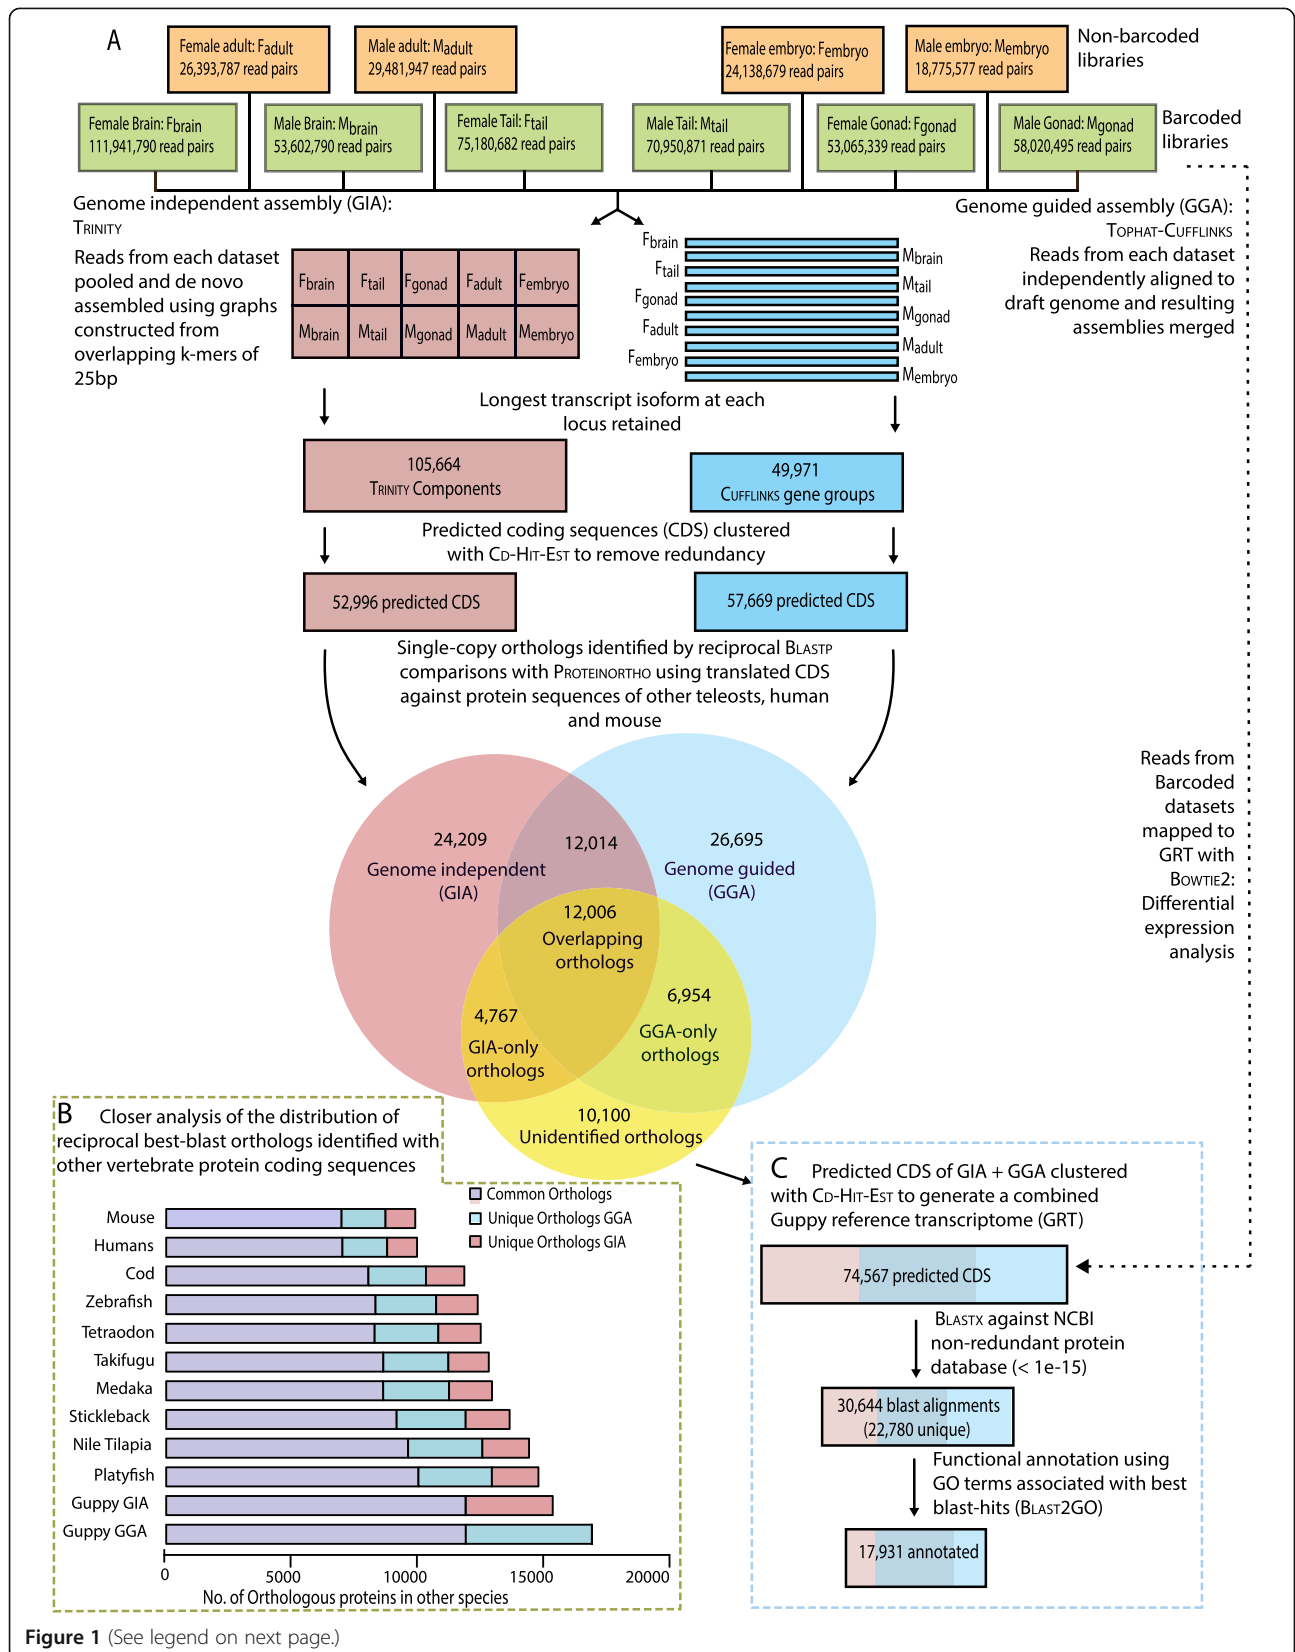 A
Female adult: Fadult
26,393,787 read pairs
Male adult: Madult
29,481,947 read pairs
Female embryo: Fembryo
24,138,679 read pairs
Male embryo: Membryo
18,775,577 read pairs
Non-barcoded
libraries
Female Brain: Fbrain
111,941,790 read pairs
Male Brain: Mbrain
53,602,790 read pairs
Female Tail: Ftail
75,180,682 read pairs
Male Tail: Mtail
70,950,871 read pairs
Female Gonad: Fgonad
53,065,339 read pairs
Male Gonad: Mgonad
58,020,495 read pairs
Barcoded
libraries
Genome independent assembly (GIA):
TRINITY
Reads from each dataset
pooled and de novo
assembled using graphs
constructed from
overlapping k-mers of
25bp
Fbrain Ftail Fgonad Fadult Fembryo
Mbrain Mtail Mgonad Madult Membryo
Fbrain
Mbrain
Ftail
Mtail
Fgonad
Mgonad
Fadult
Madult
Fembryo
Membryo
Genome guided assembly (GGA):
TOPHAT-CUFFLINKS
Reads from each dataset
independently aligned to
draft genome and resulting
assemblies merged
Longest transcript isoform at each
locus retained
105,664
TRINITY Components
49,971
CUFFLINKS gene groups
Predicted coding sequences (CDS) clustered
with CD-HIT-EST to remove redundancy
52,996 predicted CDS
57,669 predicted CDS
Single-copy orthologs identified by reciprocal BLASTP
comparisons with PROTEINORTHO using translated CDS
against protein sequences of other teleosts, human
and mouse
24,209
Genome independent
(GIA)
12,014
26,695
Genome guided
(GGA)
12,006
Overlapping
orthologs
4,767
GIA-only
orthologs
6,954
GGA-only
orthologs
10,100
Unidentified orthologs
Reads from
Barcoded
datasets
mapped to
GRT with
BOWTIE2:
Differential
expression
analysis
B Closer analysis of the distribution of
reciprocal best-blast orthologs identified with
other vertebrate protein coding sequences
Common Orthologs
Unique Orthologs GGA
Unique Orthologs GIA
Mouse
Humans
Cod
Zebrafish
Tetraodon
Takifugu
Medaka
Stickleback
Nile Tilapia
Platyfish
Guppy GIA
Guppy GGA
0 5000 10000 15000 20000
No. of Orthologous proteins in other species
C Predicted CDS of GIA + GGA clustered
with CD-HIT-EST to generate a combined
Guppy reference transcriptome (GRT)
74,567 predicted CDS
BLASTX against NCBI
non-redundant protein
database (< 1e-15)
30,644 blast alignments
(22,780 unique)
Functional annotation using
GO terms associated with best
blast-hits (BLAST2GO)
17,931 annotated
Figure 1 (See legend on next page.)